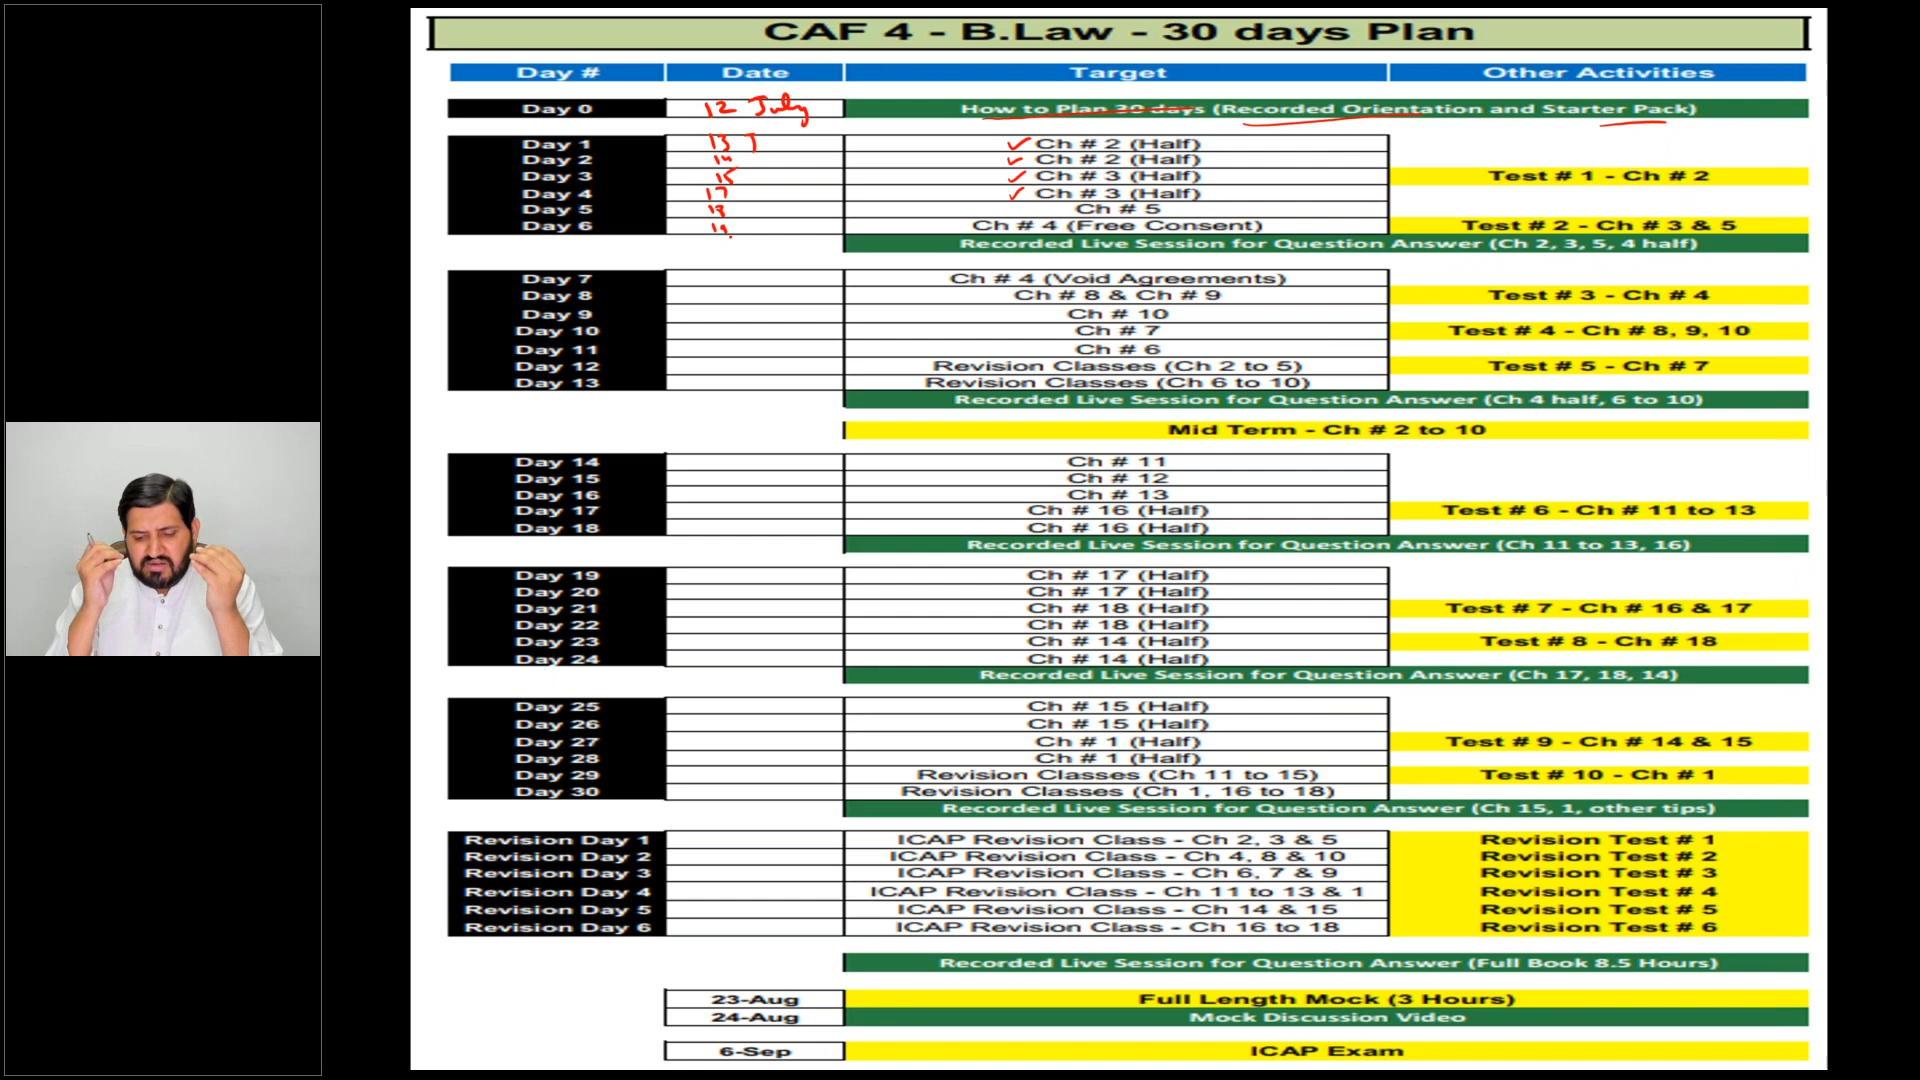 CAF 4 - B.Law - 30 days Plan
Day # Date Target Other Activities
Day 0 12 July How to Plan 30 days (Recorded Orientation and Starter Pack)
Day 1 13 J Ch # 2 (Half)
Day 2 14 Ch # 2 (Half)
Day 3 15 Ch # 3 (Half) Test # 1 - Ch # 2
Day 4 17 Ch # 3 (Half)
Day 5 18 Ch # 5
Day 6 19 Ch # 4 (Free Consent) Test # 2 - Ch # 3 & 5
Recorded Live Session for Question Answer (Ch 2, 3, 5, 4 half)
Day 7 Ch # 4 (Void Agreements)
Day 8 Ch # 8 & Ch # 9 Test # 3 - Ch # 4
Day 9 Ch # 10
Day 10 Ch # 7 Test # 4 - Ch # 8, 9, 10
Day 11 Ch # 6
Day 12 Revision Classes (Ch 2 to 5) Test # 5 - Ch # 7
Day 13 Revision Classes (Ch 6 to 10)
Recorded Live Session for Question Answer (Ch 4 half, 6 to 10)
Mid Term - Ch # 2 to 10
Day 14 Ch # 11
Day 15 Ch # 12
Day 16 Ch # 13
Day 17 Ch # 16 (Half) Test # 6 - Ch # 11 to 13
Day 18 Ch # 16 (Half)
Recorded Live Session for Question Answer (Ch 11 to 13, 16)
Day 19 Ch # 17 (Half)
Day 20 Ch # 17 (Half)
Day 21 Ch # 18 (Half) Test # 7 - Ch # 16 & 17
Day 22 Ch # 18 (Half)
Day 23 Ch # 14 (Half) Test # 8 - Ch # 18
Day 24 Ch # 14 (Half)
Recorded Live Session for Question Answer (Ch 17, 18, 14)
Day 25 Ch # 15 (Half)
Day 26 Ch # 15 (Half)
Day 27 Ch # 1 (Half) Test # 9 - Ch # 14 & 15
Day 28 Ch # 1 (Half)
Day 29 Revision Classes (Ch 11 to 15) Test # 10 - Ch # 1
Day 30 Revision Classes (Ch 1, 16 to 18)
Recorded Live Session for Question Answer (Ch 15, 1, other tips)
Revision Day 1 ICAP Revision Class - Ch 2, 3 & 5 Revision Test # 1
Revision Day 2 ICAP Revision Class - Ch 4, 8 & 10 Revision Test # 2
Revision Day 3 ICAP Revision Class - Ch 6, 7 & 9 Revision Test # 3
Revision Day 4 ICAP Revision Class - Ch 11 to 13 & 1 Revision Test # 4
Revision Day 5 ICAP Revision Class - Ch 14 & 15 Revision Test # 5
Revision Day 6 ICAP Revision Class - Ch 16 to 18 Revision Test # 6
Recorded Live Session for Question Answer (Full Book 8.5 Hours)
23-Aug Full Length Mock (3 Hours)
24-Aug Mock Discussion Video
6-Sep ICAP Exam